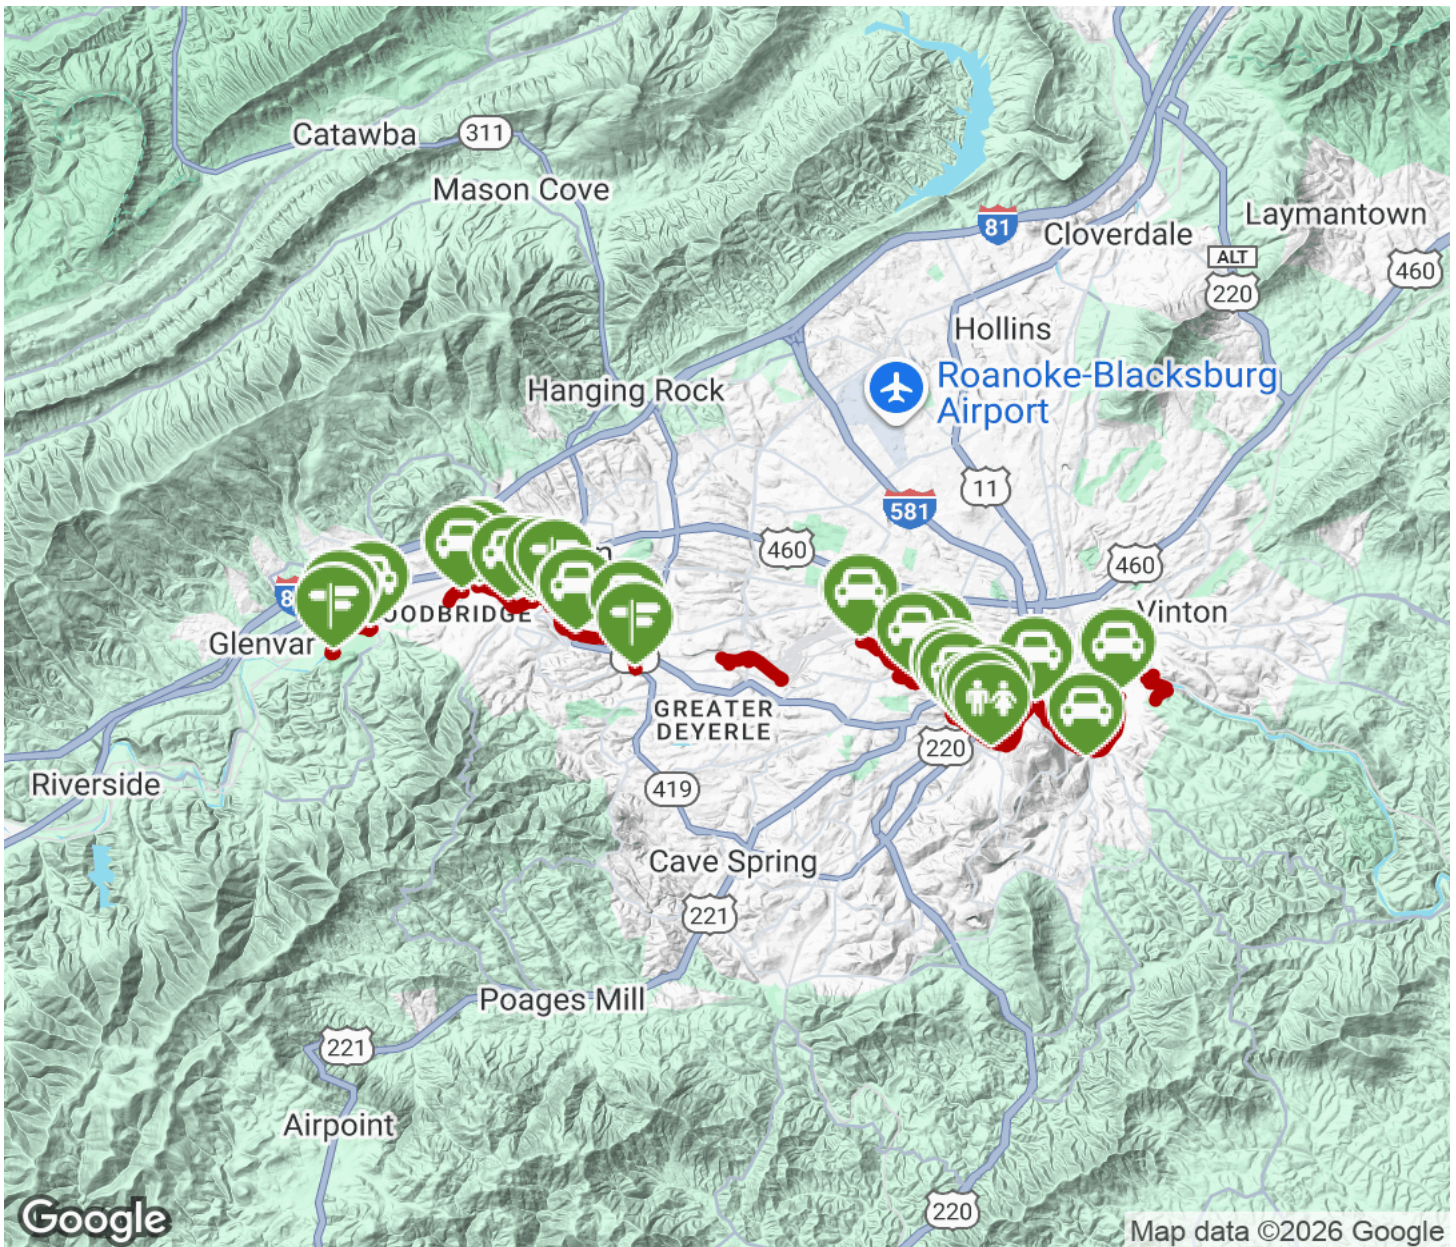 Catawba
311
Mason Cove
81
Cloverdale
Laymantown
ALT
220
460
Hollins
Roanoke-Blacksburg
Airport
Hanging Rock
11
581
460
460
Vinton
Glenvar
GREATER
DEYERLE
220
Riverside
419
Cave Spring
221
Poages Mill
221
Airpoint
220
Google
Map data ©2026 Google